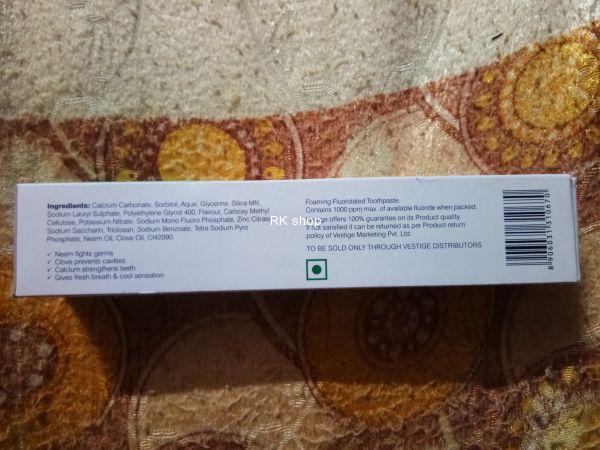 Ingredients: Calcium Carbonate, Sorbitol, Aqua, Glycerine, Silica MN,
Sodium Lauryl Sulphate, Polyethylene Glycol 400, Flavour, Carboxy Methyl
Cellulose, Potassium Nitrate, Sodium Mono Fluoro Phosphate, Zinc Citrate
Sodium Saccharin, Triclosan, Sodium Benzoate, Tetra Sodium Pyro
Phosphate, Neem Oil, Clove Oil, CI42090.
✓ Neem fights germs
✓ Clove prevents cavities
✓ Calcium strengthens teeth
✓ Gives fresh breath & cool sensation
RK shop
Foaming Fluoridated Toothpaste.
Contains 1000 ppm max. of available fluoride when packed.
offers 100% guarantee on its Product quality.
not satisfied it can be returned as per Product return
policy of Vestige Marketing Pvt. Ltd.
TO BE SOLD ONLY THROUGH VESTIGE DISTRIBUTORS
8 906031 310670